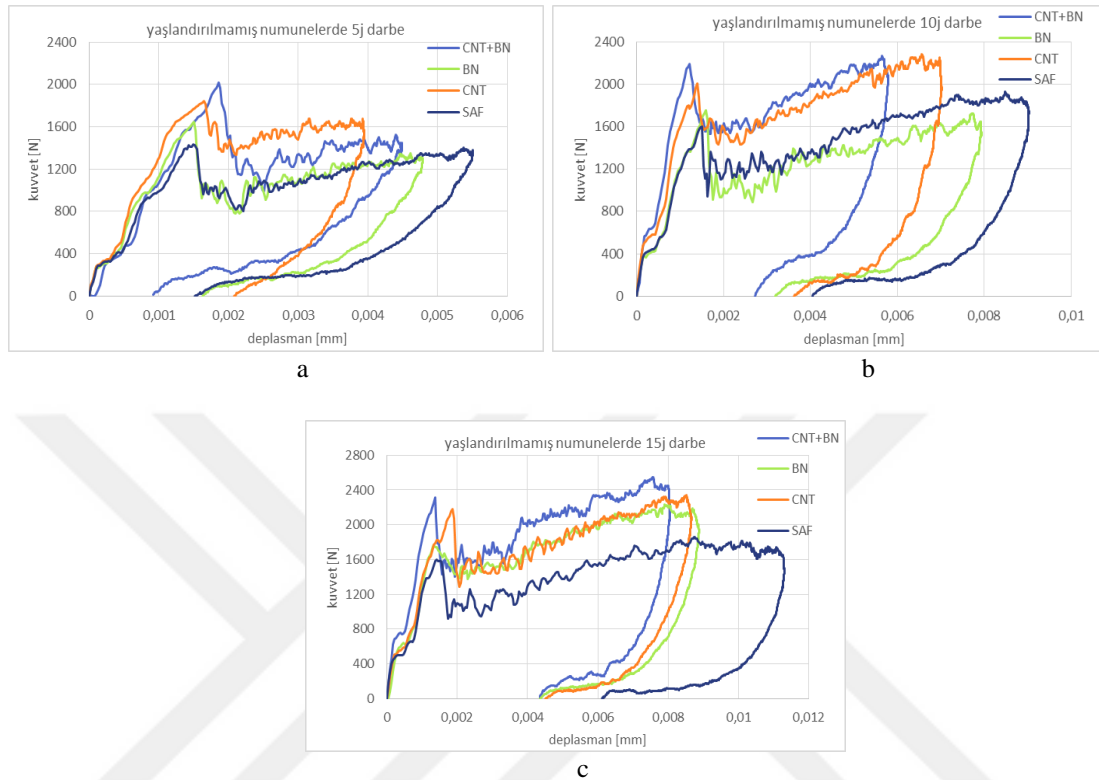 yaşlandırılmamış numunelerde 5j darbe
CNT+BN
BN
CNT
SAF
kuvvet [N]
2400
2000
1600
1200
800
400
0
0 0,001 0,002 0,003 0,004 0,005 0,006
deplasman [mm]
a
yaşlandırılmamış numunelerde 10j darbe
CNT+BN
BN
CNT
SAF
kuvvet [N]
2400
2000
1600
1200
800
400
0
0 0,002 0,004 0,006 0,008 0,01
deplasman [mm]
b
yaşlandırılmamış numunelerde 15j darbe
CNT+BN
BN
CNT
SAF
kuvvet [N]
2800
2400
2000
1600
1200
800
400
0
0 0,002 0,004 0,006 0,008 0,01 0,012
deplasman [mm]
c